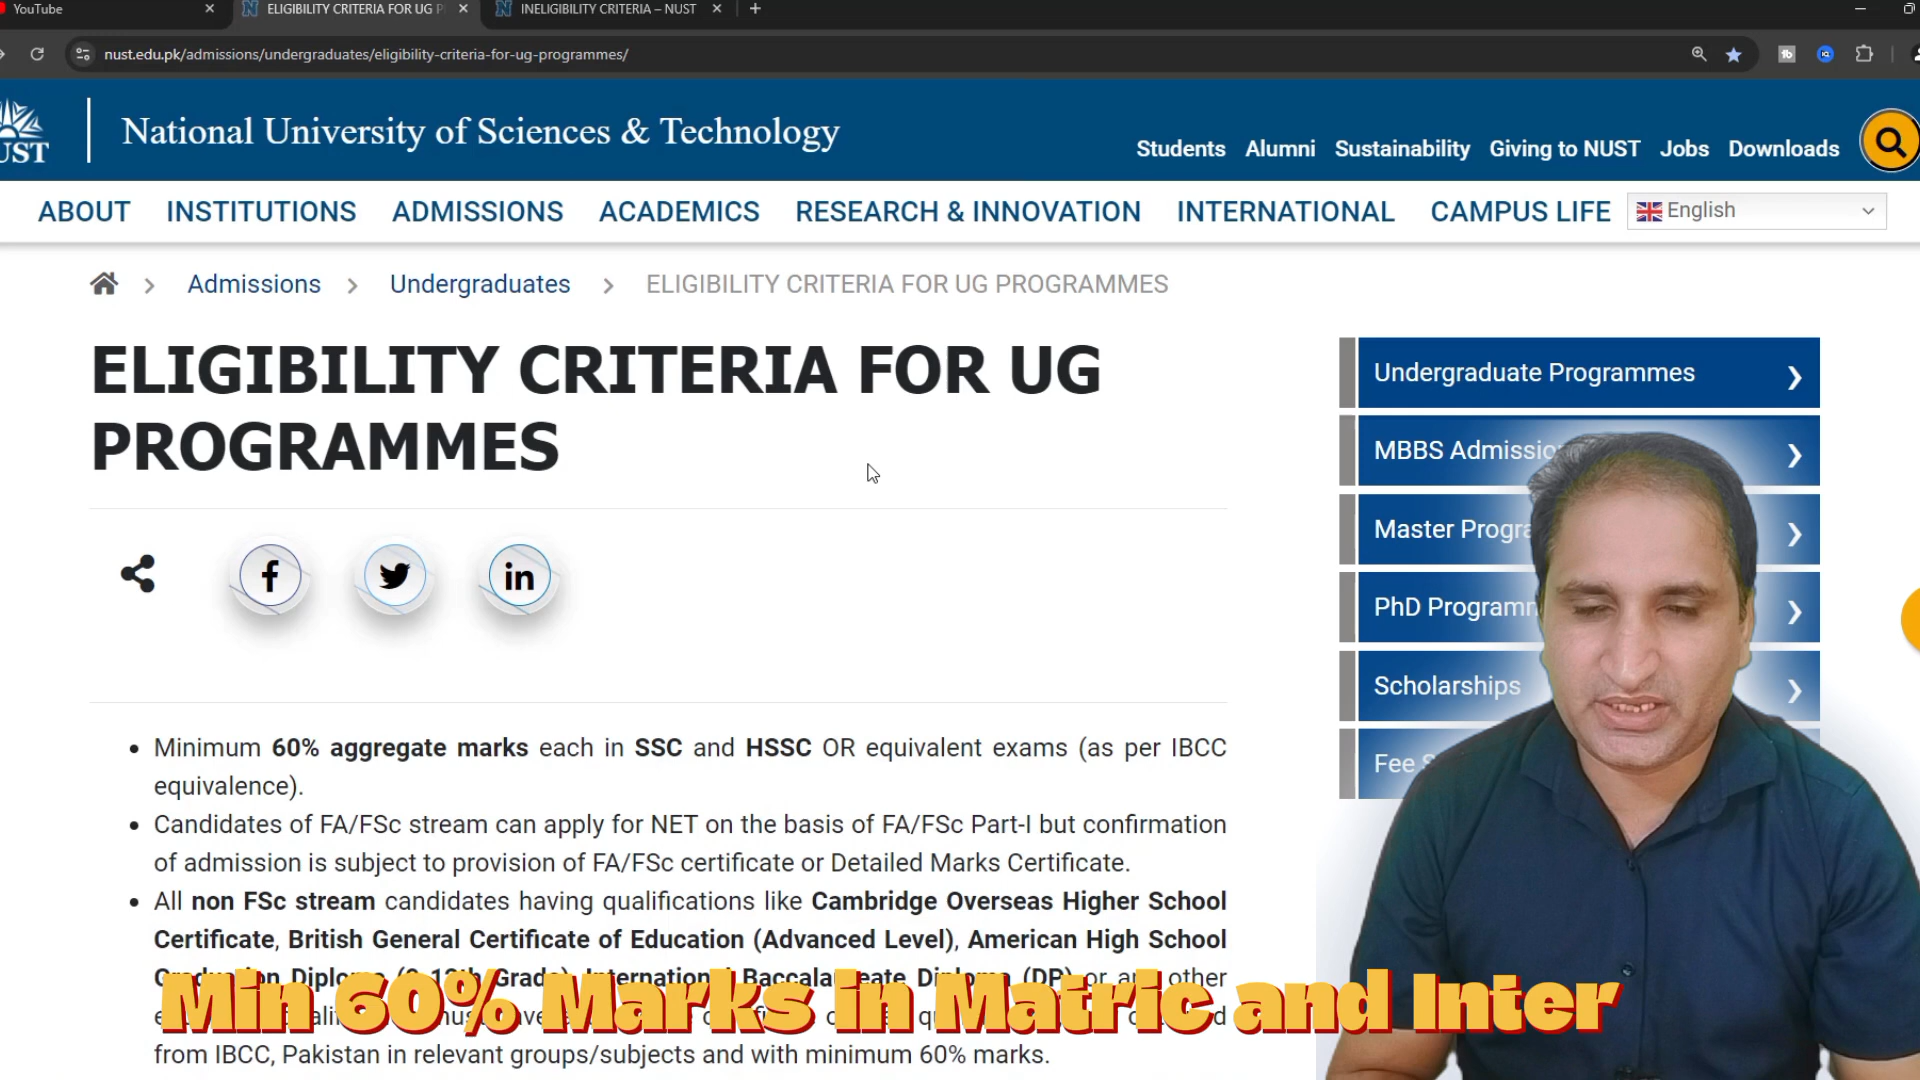 YouTube
ELIGIBILITY CRITERIA FOR UG P
INELIGIBILITY CRITERIA – NUST
nust.edu.pk/admissions/undergraduates/eligibility-criteria-for-ug-programmes/
National University of Sciences & Technology
Students Alumni Sustainability Giving to NUST Jobs Downloads
ABOUT INSTITUTIONS ADMISSIONS ACADEMICS RESEARCH & INNOVATION INTERNATIONAL CAMPUS LIFE English
Admissions > Undergraduates > ELIGIBILITY CRITERIA FOR UG PROGRAMMES
ELIGIBILITY CRITERIA FOR UG
PROGRAMMES
Undergraduate Programmes
MBBS
Master
PhD
Scholarships
Fee
Minimum 60% aggregate marks each in SSC and HSSC OR equivalent exams (as per IBCC
equivalence).
Candidates of FA/FSc stream can apply for NET on the basis of FA/FSc Part-I but confirmation
of admission is subject to provision of FA/FSc certificate or Detailed Marks Certificate.
All non FSc stream candidates having qualifications like Cambridge Overseas Higher School
Certificate, British General Certificate of Education (Advanced Level), American High School
Min 60% Marks in Matric and Inter
from IBCC, Pakistan in relevant groups/subjects and with minimum 60% marks.